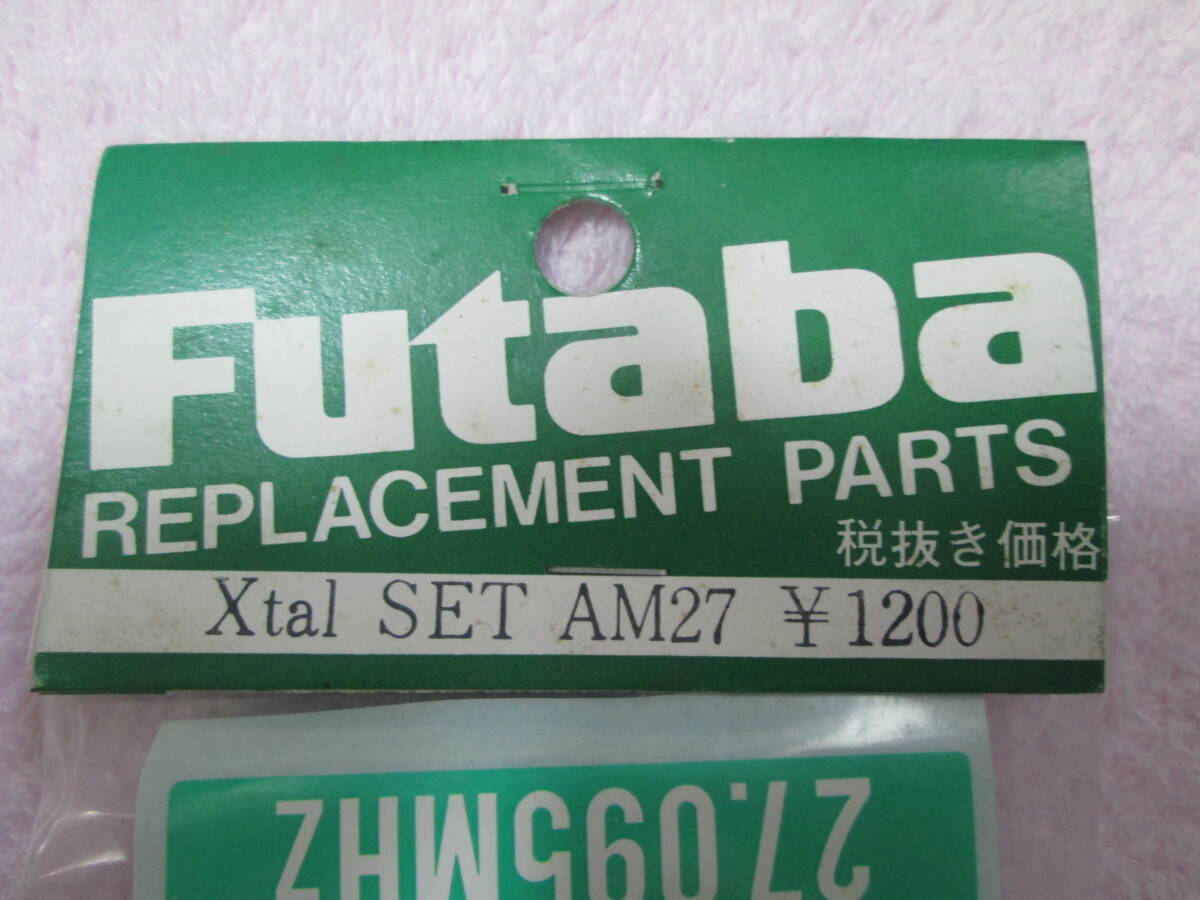 Futaba
REPLACEMENT PARTS
税抜き価格
Xtal SET AM27 ¥1200
27.095MHZ